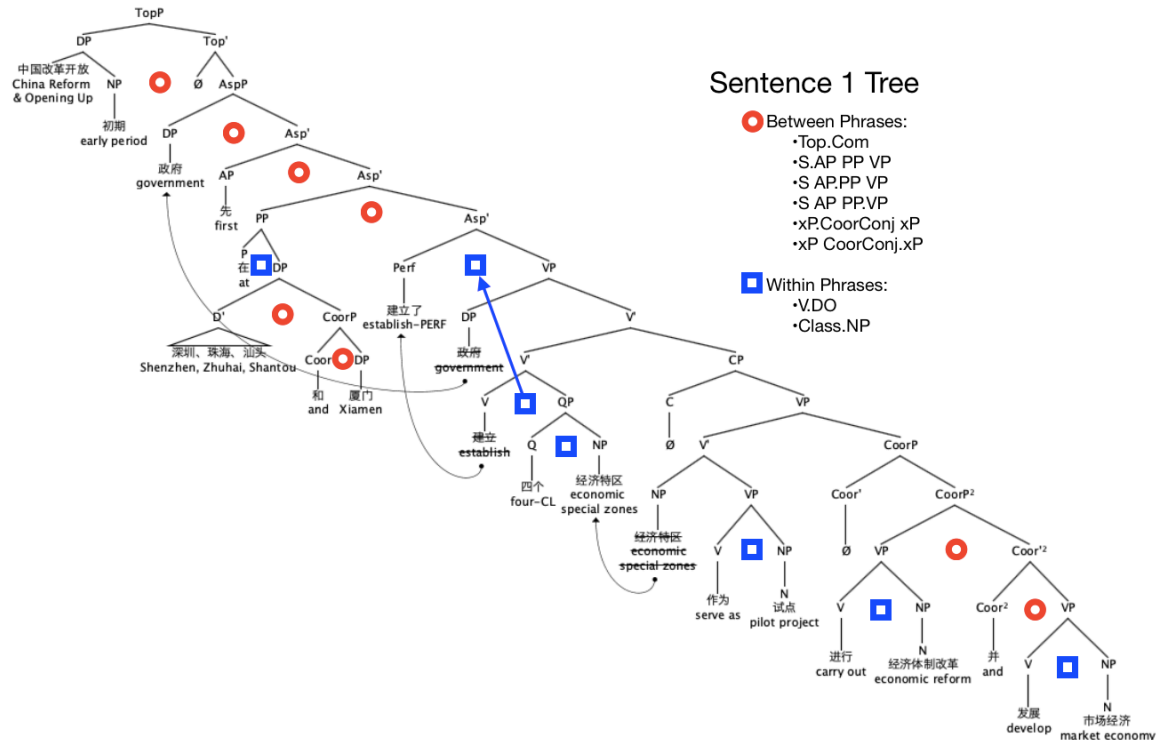 TopP
DP Top'
中国改革开放
China Reform
& Opening Up
NP Ø AspP
初期
early period
DP Asp'
政府
government
AP Asp'
先
first
PP Asp'
P
在
at
DP Perf VP
建立了
establish-PERF
D' CoorP DP V'
深圳、珠海、汕头
Shenzhen, Zhuhai, Shantou
Coor DP
和
and
厦门
Xiamen
政府
government
V' CP
V QP C VP
建立
establish
Q NP Ø V' CoorP
四个
four-CL
经济特区
economic
special zones
NP VP Coor' CoorP²
经济特区
economic
special zones
V NP Ø VP Coor'²
作为
serve as
N
试点
pilot project
V NP Coor² VP
进行
carry out
N
经济体制改革
economic reform
并
and
V NP
发展
develop
N
市场经济
market economy
Sentence 1 Tree
Between Phrases:
•Top.Com
•S.AP PP VP
•S AP.PP VP
•S AP PP.VP
•xP.CoorConj xP
•xP CoorConj.xP
Within Phrases:
•V.DO
•Class.NP